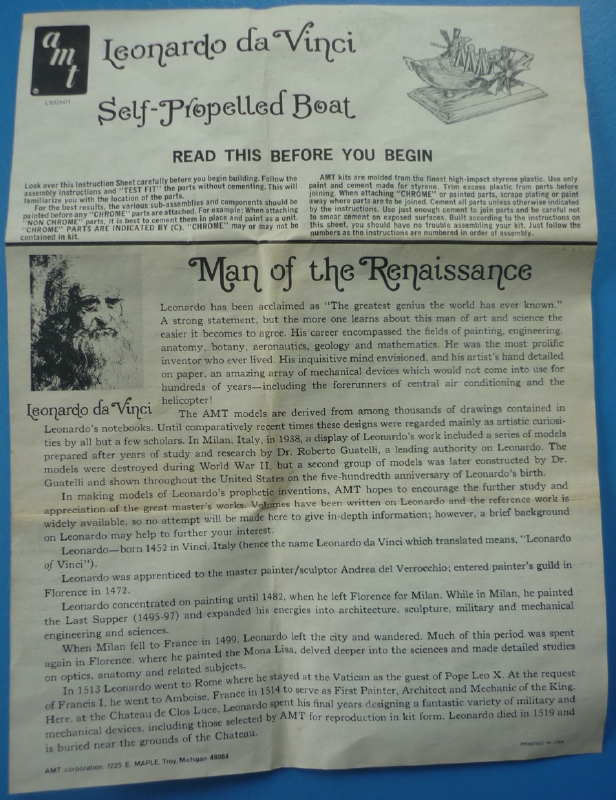 amt
Leonardo da Vinci
Self-Propelled Boat
READ THIS BEFORE YOU BEGIN
Look over this Instruction Sheet carefully before you begin building. Follow the
assembly instructions and "TEST FIT" the parts without cementing. This will
familiarize you with the location of the parts.
For the best results, the various sub-assemblies and components should be
painted before any "CHROME" parts are attached. For example: When attaching
"NON CHROME" parts, it is best to cement them in place and paint as a unit.
"CHROME" PARTS ARE INDICATED BY (C). "CHROME" may or may not be
contained in kit.
AMT kits are molded from the finest high-impact styrene plastic. Use only
paint and cement made for styrene. Trim excess plastic from parts before
joining. When attaching "CHROME" or painted parts, scrape plating or paint
away where parts are to be joined. Cement all parts unless otherwise indicated
by the instructions. Use just enough cement to join parts and be careful not
to smear cement on exposed surfaces. Built according to the instructions on
this sheet, you should have no trouble assembling your kit. Just follow the
numbers as the instructions are numbered in order of assembly.
Man of the Renaissance
Leonardo has been acclaimed as "The greatest genius the world has ever known."
A strong statement, but the more one learns about this man of art and science the
easier it becomes to agree. His career encompassed the fields of painting, engineering,
anatomy, botany, aeronautics, geology and mathematics. He was the most prolific
inventor who ever lived. His inquisitive mind envisioned, and his artist's hand detailed
on paper, an amazing array of mechanical devices which would not come into use for
hundreds of years—including the forerunners of central air conditioning and the
helicopter!
Leonardo da Vinci
The AMT models are derived from among thousands of drawings contained in
Leonardo's notebooks. Until comparatively recent times these designs were regarded mainly as artistic curiosi-
ties by all but a few scholars. In Milan, Italy, in 1938, a display of Leonardo's work included a series of models
prepared after years of study and research by Dr. Roberto Guatelli, a leading authority on Leonardo. The
models were destroyed during World War II, but a second group of models was later constructed by Dr.
Guatelli and shown throughout the United States on the five-hundredth anniversary of Leonardo's birth.
In making models of Leonardo's prophetic inventions, AMT hopes to encourage the further study and
appreciation of the great master's works. Volumes have been written on Leonardo and the reference work is
widely available, so no attempt will be made here to give in-depth information; however, a brief background
on Leonardo may help to further your interest.
Leonardo—born 1452 in Vinci, Italy (hence the name Leonardo da Vinci which translated means, "Leonardo
of Vinci").
Leonardo was apprenticed to the master painter/sculptor Andrea del Verrocchio; entered painter's guild in
Florence in 1472.
Leonardo concentrated on painting until 1482, when he left Florence for Milan. While in Milan, he painted
the Last Supper (1495-97) and expanded his energies into architecture, sculpture, military and mechanical
engineering and sciences.
When Milan fell to France in 1499, Leonardo left the city and wandered. Much of this period was spent
again in Florence, where he painted the Mona Lisa, delved deeper into the sciences and made detailed studies
on optics, anatomy and related subjects.
In 1513 Leonardo went to Rome where he stayed at the Vatican as the guest of Pope Leo X. At the request
of Francis I, he went to Amboise, France in 1514 to serve as First Painter, Architect and Mechanic of the King.
Here, at the Chateau de Clos Luce, Leonardo spent his final years designing a fantastic variety of military and
mechanical devices, including those selected by AMT for reproduction in kit form. Leonardo died in 1519 and
is buried near the grounds of the Chateau.
AMT corporation, 1225 E. MAPLE, Troy, Michigan 48084
PRINTED IN USA